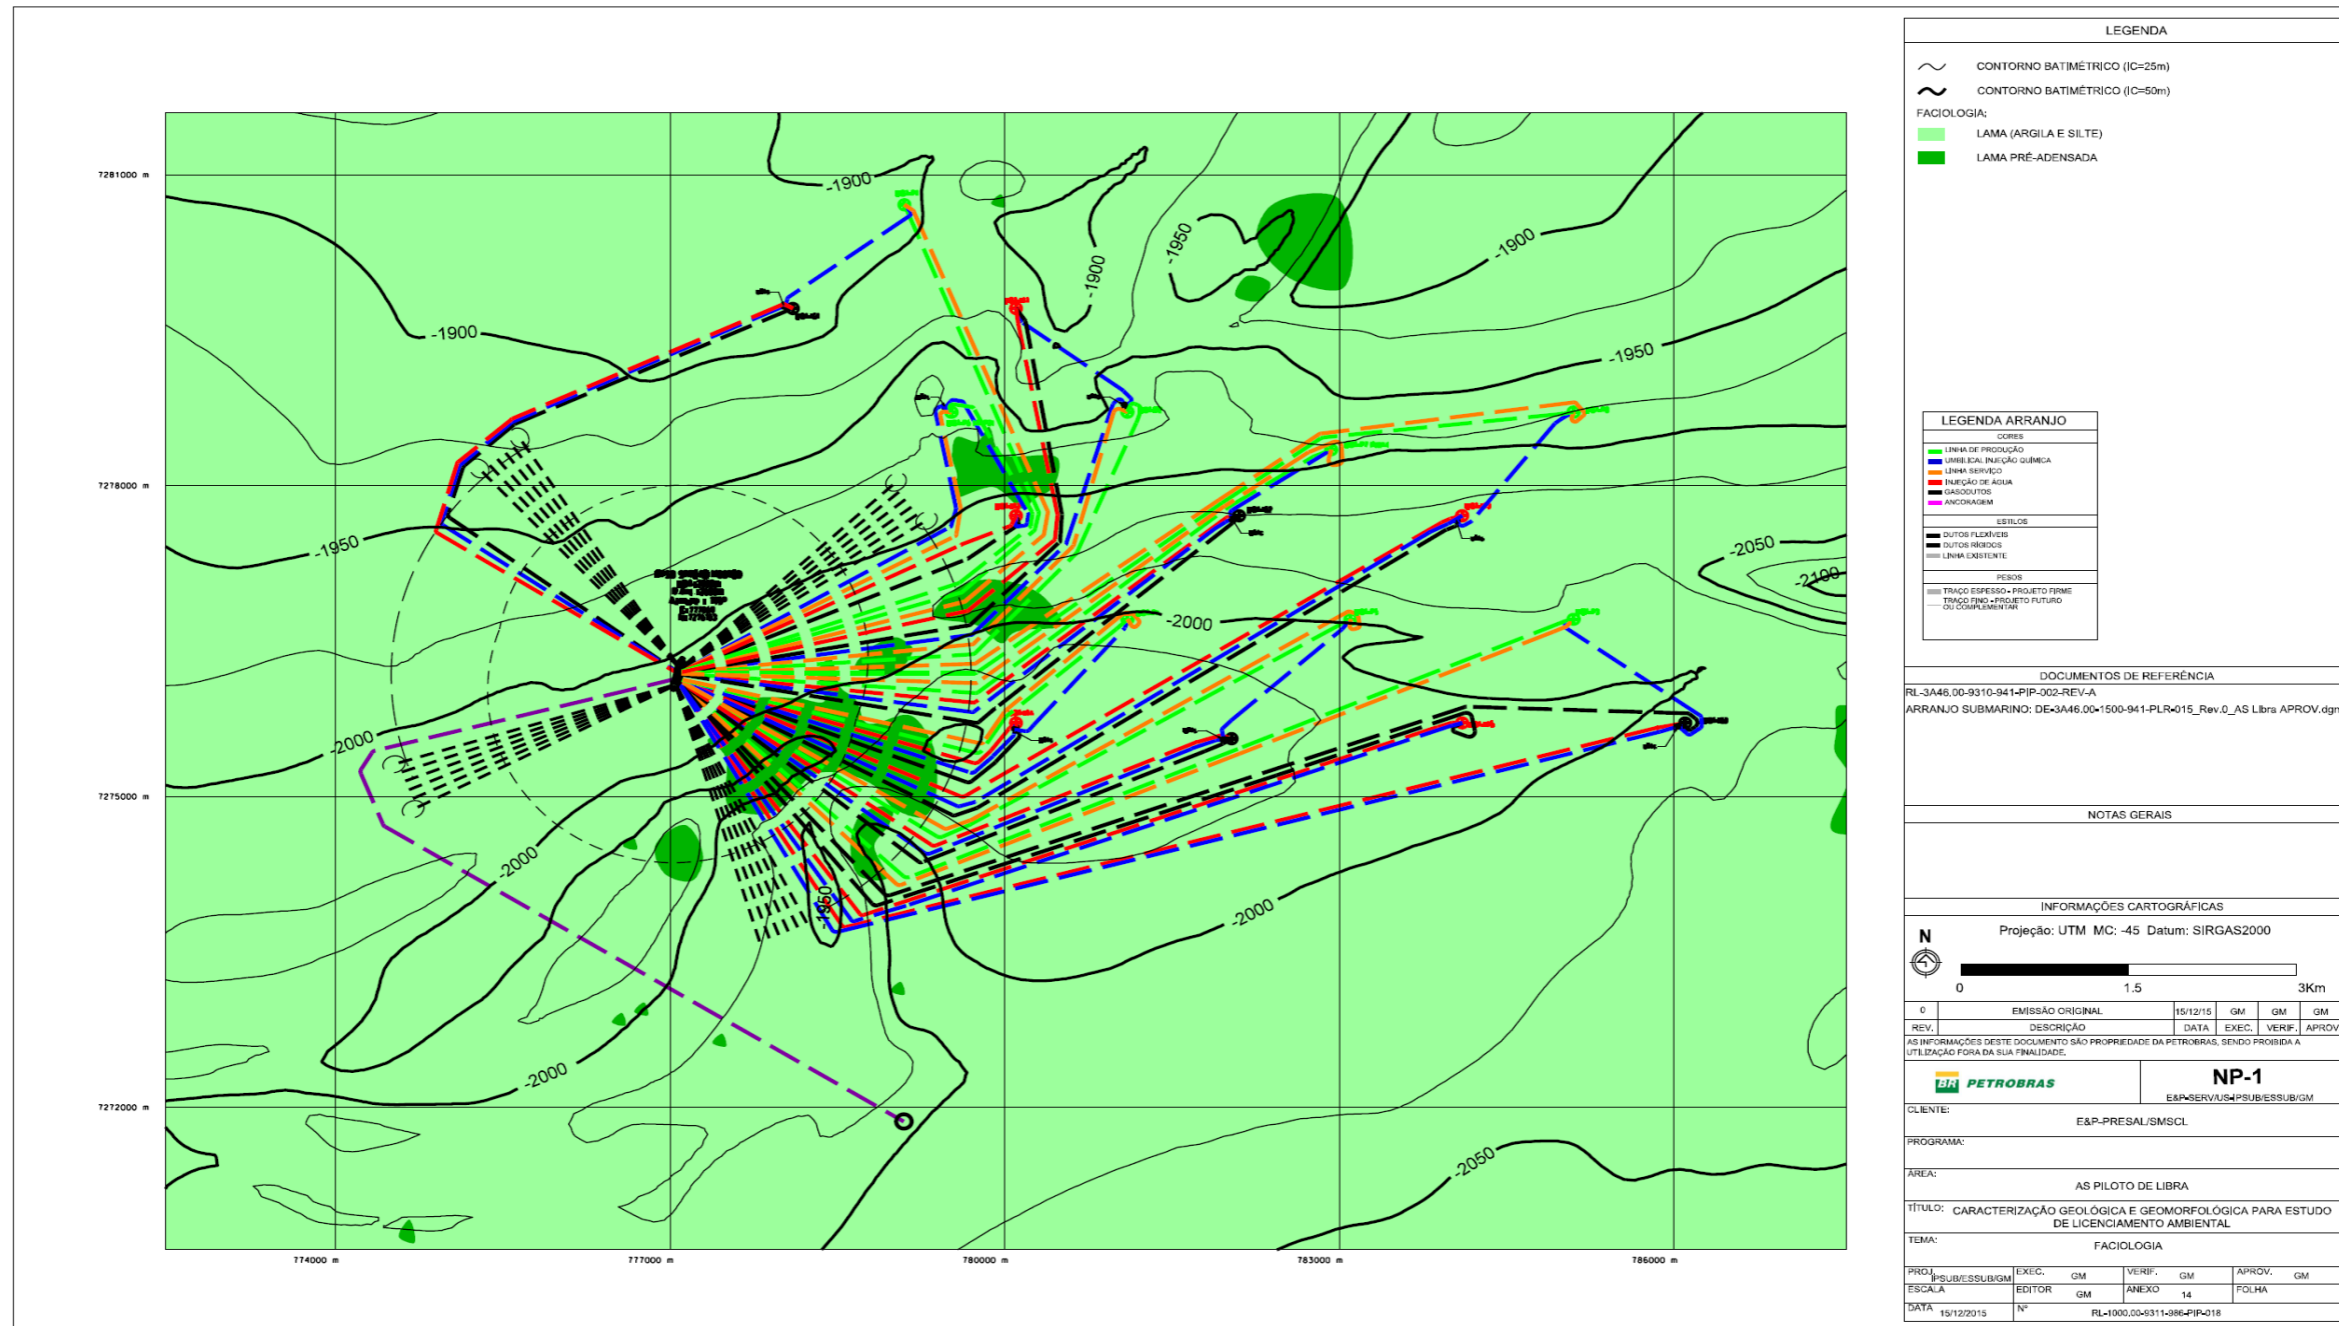 LEGENDA
CONTORNO BATIMÉTRICO (IC=25m)
CONTORNO BATIMÉTRICO (IC=50m)
FACIOLOGIA:
LAMA (ARGILA E SILTE)
LAMA PRÉ-ADENSADA
7281000 m
7278000 m
7275000 m
7272000 m
774000 m
777000 m
780000 m
783000 m
786000 m
-1900
-1900
-1900
-1950
-1900
-1950
-1950
-2050
-2100
-2000
-2000
-2000
-1950
-2000
-2000
-2050
LEGENDA ARRANJO
CORES
LINHA DE PRODUÇÃO
UMBILICAL INJEÇÃO QUÍMICA
LINHA SERVIÇO
INJEÇÃO DE ÁGUA
GASODUTOS
ANCORAGEM
ESTILOS
DUTOS FLEXÍVEIS
DUTOS RÍGIDOS
LINHA EXISTENTE
PESOS
TRAÇO ESPESSO - PROJETO FIRME
TRAÇO FINO - PROJETO FUTURO
OU COMPLEMENTAR
DOCUMENTOS DE REFERÊNCIA
RL-3A46.00-9310-941-PIP-002-REV-A
ARRANJO SUBMARINO: DE-3A46.00-1500-941-PLR-015_Rev.0_AS Libra APROV.dgn
NOTAS GERAIS
INFORMAÇÕES CARTOGRÁFICAS
N
Projeção: UTM MC: -45 Datum: SIRGAS2000
0 1.5 3Km
0 EMISSÃO ORIGINAL 15/12/15 GM GM GM
REV. DESCRIÇÃO DATA EXEC. VERIF. APROV
AS INFORMAÇÕES DESTE DOCUMENTO SÃO PROPRIEDADE DA PETROBRAS, SENDO PROIBIDA A
UTILIZAÇÃO FORA DA SUA FINALIDADE.
BR PETROBRAS
NP-1
E&P-SERV/US-IPSUB/ESSUB/GM
CLIENTE:
E&P-PRESAL/SMSCL
PROGRAMA:
ÁREA:
AS PILOTO DE LIBRA
TÍTULO: CARACTERIZAÇÃO GEOLÓGICA E GEOMORFOLÓGICA PARA ESTUDO
DE LICENCIAMENTO AMBIENTAL
TEMA:
FACIOLOGIA
PROJ. IPSUB/ESSUB/GM EXEC. GM VERIF. GM APROV. GM
ESCALA EDITOR GM ANEXO 14 FOLHA
DATA 15/12/2015 Nº RL-1000.00-9311-986-PIP-018